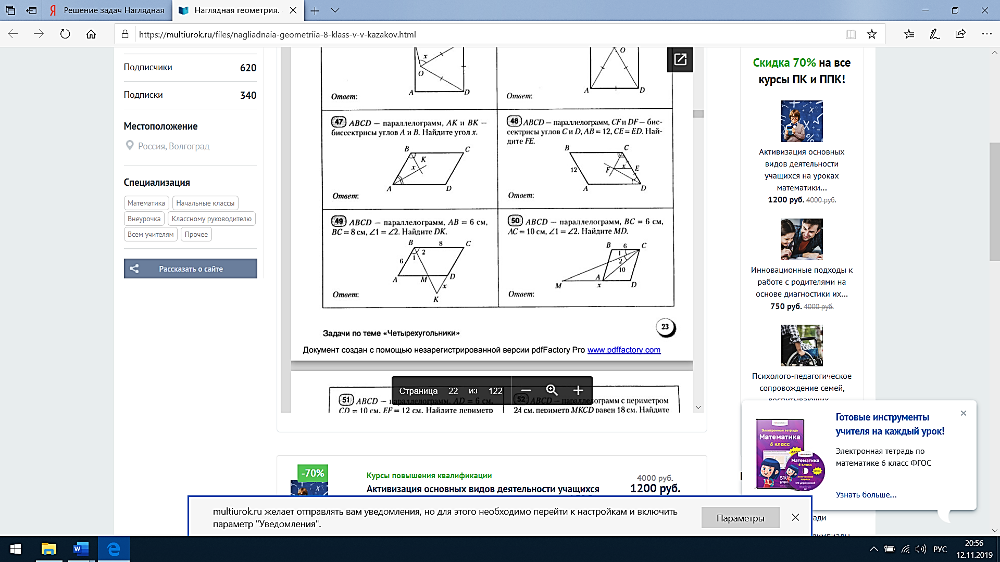 Решение задач Наглядная
Наглядная геометрия.
https://multiurok.ru/files/nagliadnaia-geometriia-8-klass-v-v-kazakov.html
Подписчики 620
Подписки 340
Местоположение
Россия, Волгоград
Специализация
Математика Начальные классы
Внеурочка Классному руководителю
Всем учителям Прочее
Рассказать о сайте
x O A D
Ответ:
O A D
Ответ:
47 ABCD – параллелограмм, AK и BK –
биссектрисы углов A и B. Найдите угол x.
B C K x A D
Ответ:
48 ABCD – параллелограмм, CF и DF – бис-
сектрисы углов C и D, AB = 12, CE = ED. Най-
дите FE.
B C 12 F x E A D
Ответ:
49 ABCD – параллелограмм, AB = 6 см,
BC = 8 см, ∠1 = ∠2. Найдите DK.
B 8 C 6 1 2 A M D x K
Ответ:
50 ABCD – параллелограмм, BC = 6 см,
AC = 10 см, ∠1 = ∠2. Найдите MD.
B 6 C 1 2 10 M A x D
Ответ:
23
Задачи по теме «Четырехугольники»
Документ создан с помощью незарегистрированной версии pdfFactory Pro www.pdffactory.com
Страница 22 из 122
51 ABCD – параллелограмм, AD = 6 см,
CD = 10 см, EF = 12 см. Найдите периметр
52 ABCD – параллелограмм с периметром
24 см, периметр MKCD равен 18 см. Найдите
-70%
Курсы повышения квалификации
Активизация основных видов деятельности учащихся
4000 руб.
1200 руб.
Скидка 70% на все
курсы ПК и ППК!
Активизация основных
видов деятельности
учащихся на уроках
математики...
1200 руб. 4000 руб.
Инновационные подходы к
работе с родителями на
основе диагностики их...
750 руб. 4000 руб.
Психолого-педагогическое
сопровождение семей,
воспитывающих
Готовые инструменты
учителя на каждый урок!
Электронная тетрадь по
математике 6 класс ФГОС
Узнать больше...
Электронная тетрадь
Математика
6 класс
Математика
multiurok.ru желает отправлять вам уведомления, но для этого необходимо перейти к настройкам и включить
параметр "Уведомления".
Параметры
РУС
20:56
12.11.2019